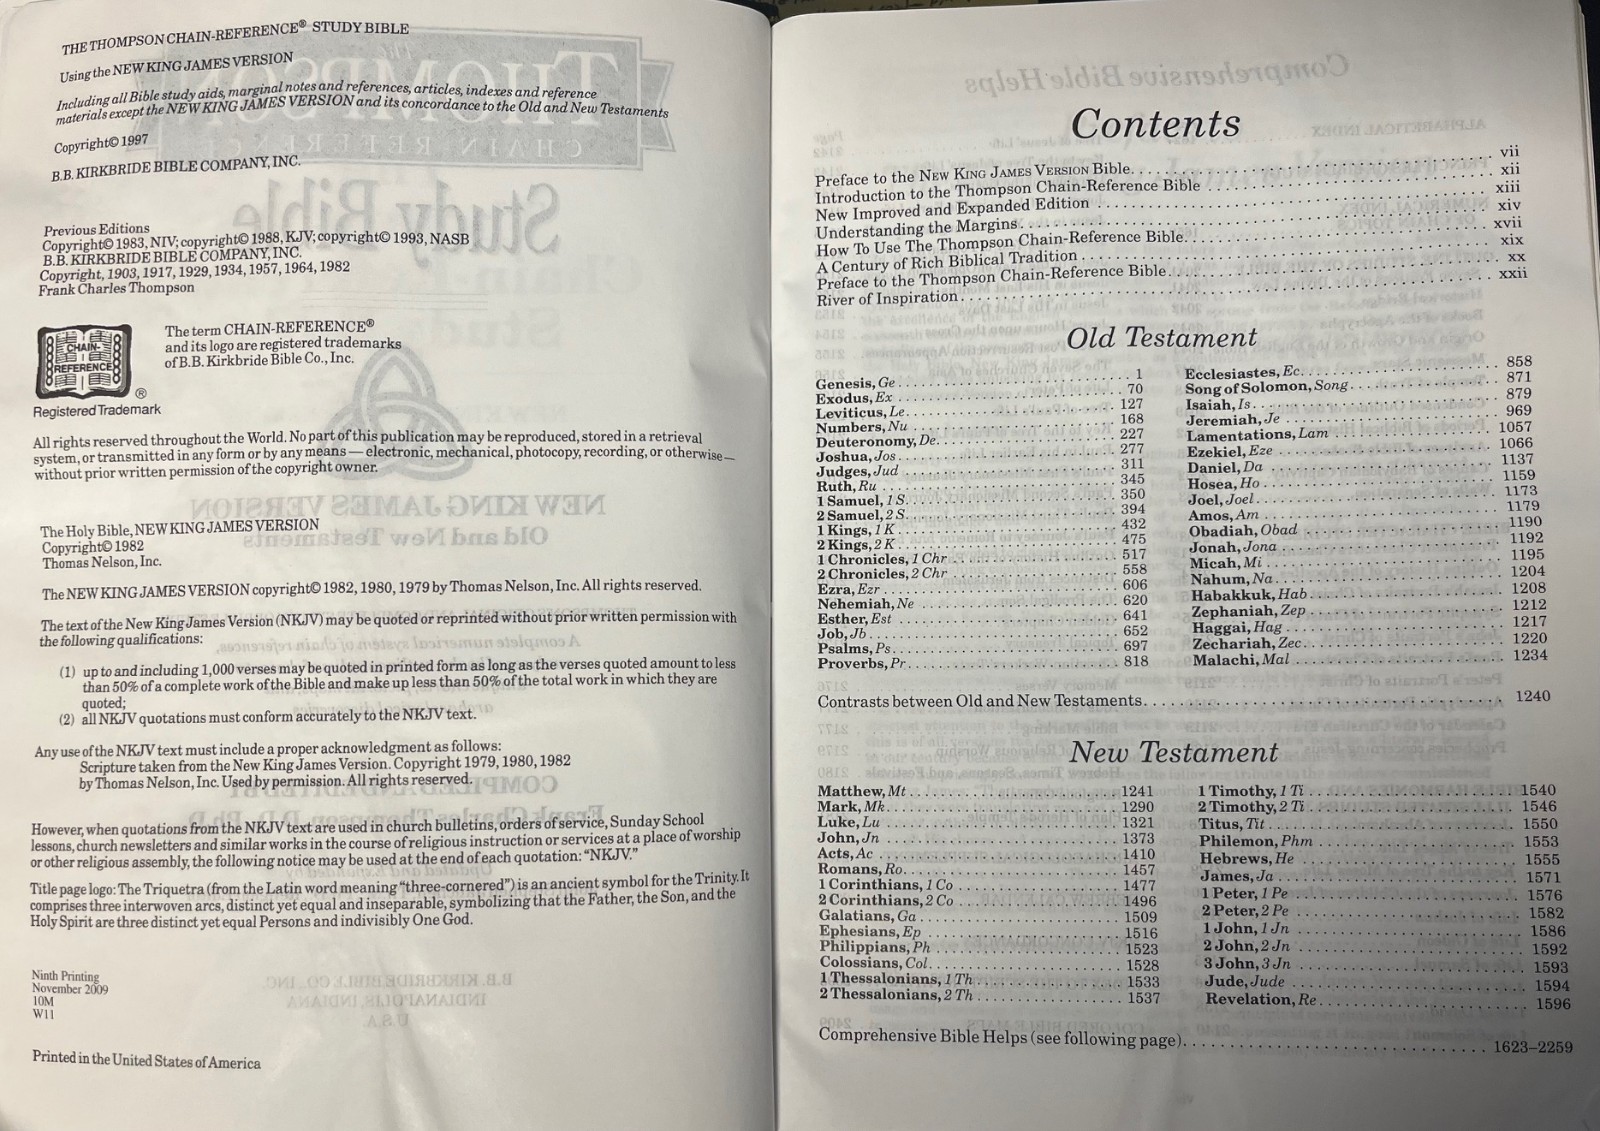 THE THOMPSON CHAIN-REFERENCE® STUDY BIBLE
Using the NEW KING JAMES VERSION
Including all Bible study aids, marginal notes and references, articles, indexes and reference
materials except the NEW KING JAMES VERSION and its concordance to the Old and New Testaments
Copyright© 1997
B.B. KIRKBRIDE BIBLE COMPANY, INC.
Previous Editions
Copyright© 1983, NIV; copyright© 1988, KJV; copyright© 1993, NASB
B.B. KIRKBRIDE BIBLE COMPANY, INC.
Copyright, 1903, 1917, 1929, 1934, 1957, 1964, 1982
Frank Charles Thompson
CHAIN-
REFERENCE
®
Registered Trademark
The term CHAIN-REFERENCE®
and its logo are registered trademarks
of B.B. Kirkbride Bible Co., Inc.
All rights reserved throughout the World. No part of this publication may be reproduced, stored in a retrieval
system, or transmitted in any form or by any means — electronic, mechanical, photocopy, recording, or otherwise —
without prior written permission of the copyright owner.
The Holy Bible, NEW KING JAMES VERSION
Copyright© 1982
Thomas Nelson, Inc.
The NEW KING JAMES VERSION copyright© 1982, 1980, 1979 by Thomas Nelson, Inc. All rights reserved.
The text of the New King James Version (NKJV) may be quoted or reprinted without prior written permission with
the following qualifications:
(1) up to and including 1,000 verses may be quoted in printed form as long as the verses quoted amount to less
than 50% of a complete work of the Bible and make up less than 50% of the total work in which they are
quoted;
(2) all NKJV quotations must conform accurately to the NKJV text.
Any use of the NKJV text must include a proper acknowledgment as follows:
Scripture taken from the New King James Version. Copyright 1979, 1980, 1982
by Thomas Nelson, Inc. Used by permission. All rights reserved.
However, when quotations from the NKJV text are used in church bulletins, orders of service, Sunday School
lessons, church newsletters and similar works in the course of religious instruction or services at a place of worship
or other religious assembly, the following notice may be used at the end of each quotation: “NKJV.”
Title page logo: The Triquetra (from the Latin word meaning “three-cornered”) is an ancient symbol for the Trinity. It
comprises three interwoven arcs, distinct yet equal and inseparable, symbolizing that the Father, the Son, and the
Holy Spirit are three distinct yet equal Persons and indivisibly One God.
Ninth Printing
November 2009
10M
W11
Printed in the United States of America
Contents
Preface to the NEW KING JAMES VERSION Bible. vii
Introduction to the Thompson Chain-Reference Bible xii
New Improved and Expanded Edition xiii
Understanding the Margins. xiv
How To Use The Thompson Chain-Reference Bible. xvii
A Century of Rich Biblical Tradition xix
Preface to the Thompson Chain-Reference Bible. xx
River of Inspiration. xxii
Old Testament
Genesis, Ge 1
Exodus, Ex 70
Leviticus, Le. 127
Numbers, Nu 168
Deuteronomy, De. 227
Joshua, Jos 277
Judges, Jud 311
Ruth, Ru 345
1 Samuel, 1 S. 350
2 Samuel, 2 S. 394
1 Kings, 1 K 432
2 Kings, 2 K 475
1 Chronicles, 1 Chr 517
2 Chronicles, 2 Chr 558
Ezra, Ezr 606
Nehemiah, Ne 620
Esther, Est 641
Job, Jb 652
Psalms, Ps. 697
Proverbs, Pr. 818
Ecclesiastes, Ec. 858
Song of Solomon, Song. 871
Isaiah, Is. 879
Jeremiah, Je 969
Lamentations, Lam 1057
Ezekiel, Eze 1066
Daniel, Da 1137
Hosea, Ho 1159
Joel, Joel 1173
Amos, Am 1179
Obadiah, Obad 1190
Jonah, Jona 1192
Micah, Mi 1195
Nahum, Na 1204
Habakkuk, Hab 1208
Zephaniah, Zep 1212
Haggai, Hag 1217
Zechariah, Zec. 1220
Malachi, Mal 1234
Contrasts between Old and New Testaments. 1240
New Testament
Matthew, Mt 1241
Mark, Mk. 1290
Luke, Lu 1321
John, Jn 1373
Acts, Ac 1410
Romans, Ro. 1457
1 Corinthians, 1 Co 1477
2 Corinthians, 2 Co 1496
Galatians, Ga 1509
Ephesians, Ep 1516
Philippians, Ph 1523
Colossians, Col. 1528
1 Thessalonians, 1 Th 1533
2 Thessalonians, 2 Th 1537
1 Timothy, 1 Ti 1540
2 Timothy, 2 Ti 1546
Titus, Tit 1550
Philemon, Phm 1553
Hebrews, He 1555
James, Ja 1571
1 Peter, 1 Pe 1576
2 Peter, 2 Pe 1582
1 John, 1 Jn 1586
2 John, 2 Jn 1592
3 John, 3 Jn 1593
Jude, Jude 1594
Revelation, Re. 1596
Comprehensive Bible Helps (see following page). 1623–2259